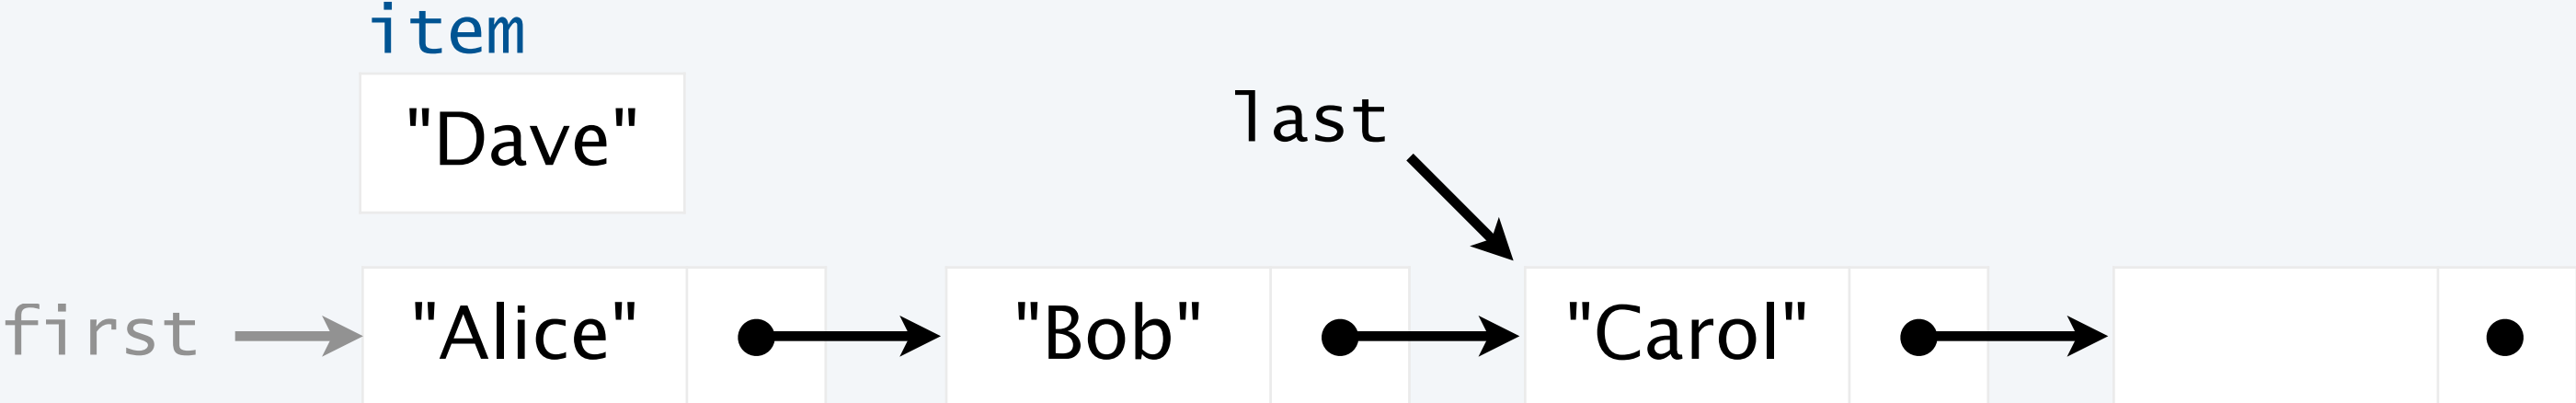 item
"Dave"
last
first "Alice" "Bob" "Carol"